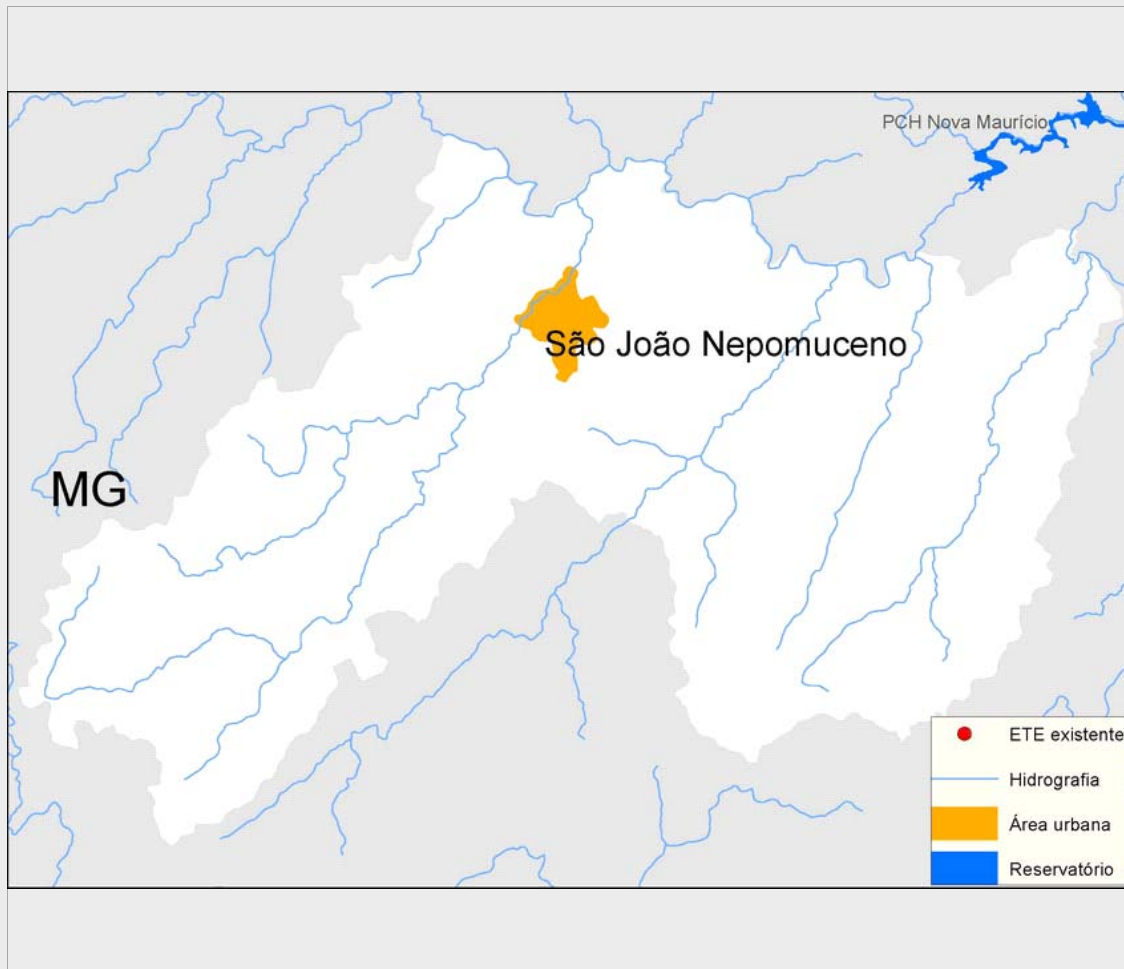 PCH Nova Maurício
São João Nepomuceno
MG
ETE existente
Hidrografia
Área urbana
Reservatório